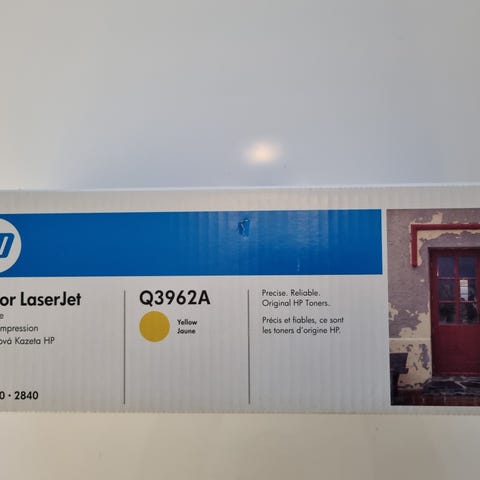 or LaserJet
e
mpression
ová Kazeta HP
0 · 2840
Q3962A
Yellow
Jaune
Precise. Reliable.
Original HP Toners.
Précis et fiables, ce sont
les toners d'origine HP.